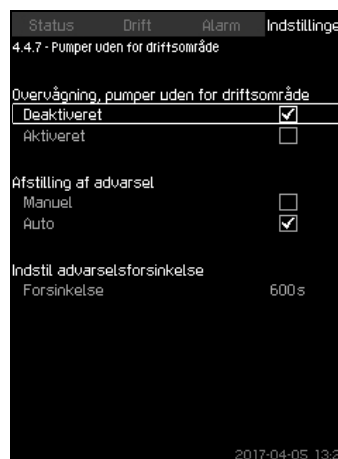 Status Drift Alarm Indstillinge
4.4.7 - Pumper uden for driftsområde
Overvågning, pumper uden for driftsområde
Deaktiveret
Aktiveret
Afstilling af advarsel
Manuel
Auto
Indstil advarselsforsinkelse
Forsinkelse 600s
2017-04-05 13:2